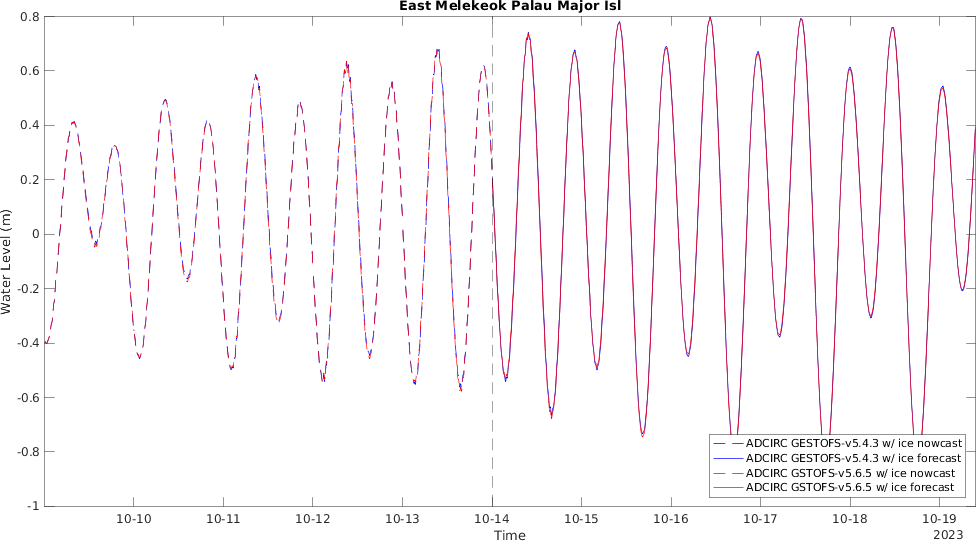 East Melekeok Palau Major Isl
0.8
0.6
0.4
0.2
0
-0.2
-0.4
-0.6
-0.8
-1
Water Level (m)
ADCIRC GESTOFS-v5.4.3 w/ ice nowcast
ADCIRC GESTOFS-v5.4.3 w/ ice forecast
ADCIRC GSTOFS-v5.6.5 w/ ice nowcast
ADCIRC GSTOFS-v5.6.5 w/ ice forecast
10-10 10-11 10-12 10-13 10-14 10-15 10-16 10-17 10-18 10-19
Time
2023